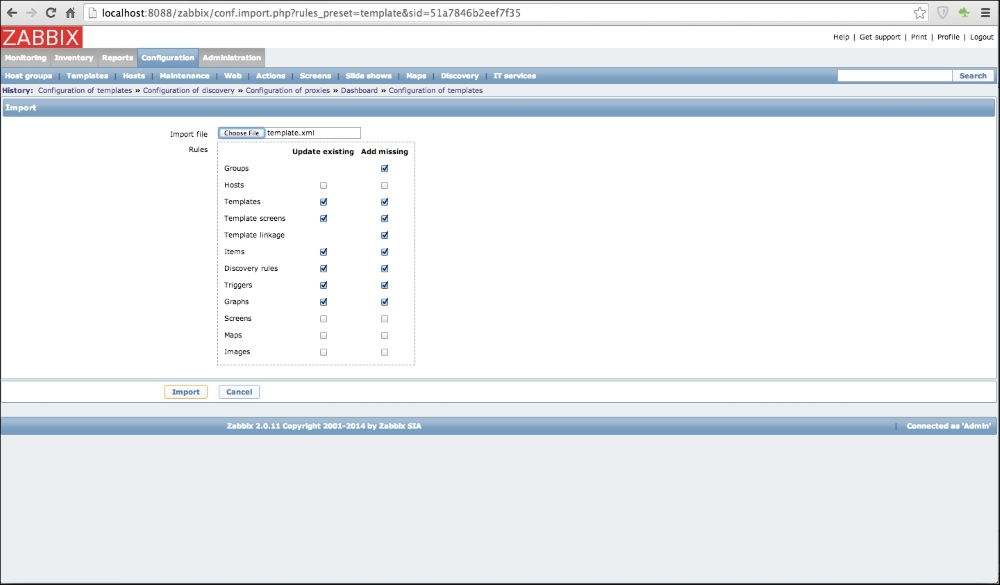 localhost:8088/zabbix/conf.import.php?rules_preset=template&sid=51a7846b2eef7f35
ZABBIX
Help | Get support | Print | Profile | Logout
Monitoring Inventory Reports Configuration Administration
Host groups | Templates | Hosts | Maintenance | Web | Actions | Screens | Slide shows | Maps | Discovery | IT services Search
History: Configuration of templates » Configuration of discovery » Configuration of proxies » Dashboard » Configuration of templates
Import
Import file Choose File template.xml
Rules Update existing Add missing
Groups
Hosts
Templates
Template screens
Template linkage
Items
Discovery rules
Triggers
Graphs
Screens
Maps
Images
Import Cancel
Zabbix 2.0.11 Copyright 2001-2014 by Zabbix SIA | Connected as 'Admin'